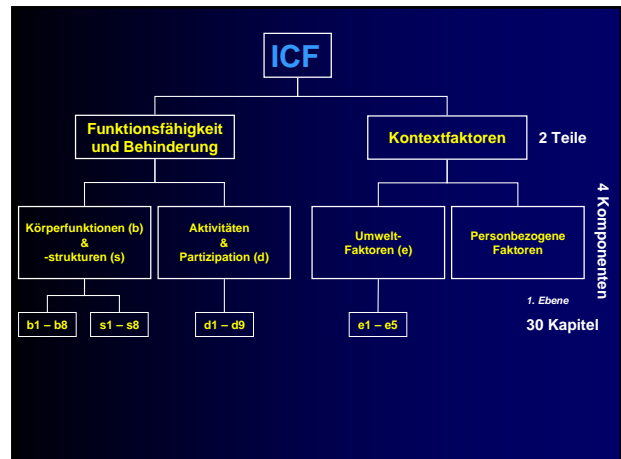 ICF
Funktionsfähigkeit
und Behinderung
Kontextfaktoren
2 Teile
Körperfunktionen (b)
&
-strukturen (s)
Aktivitäten
&
Partizipation (d)
Umwelt-
Faktoren (e)
Personbezogene
Faktoren
4 Komponenten
1. Ebene
b1 – b8
s1 – s8
d1 – d9
e1 – e5
30 Kapitel